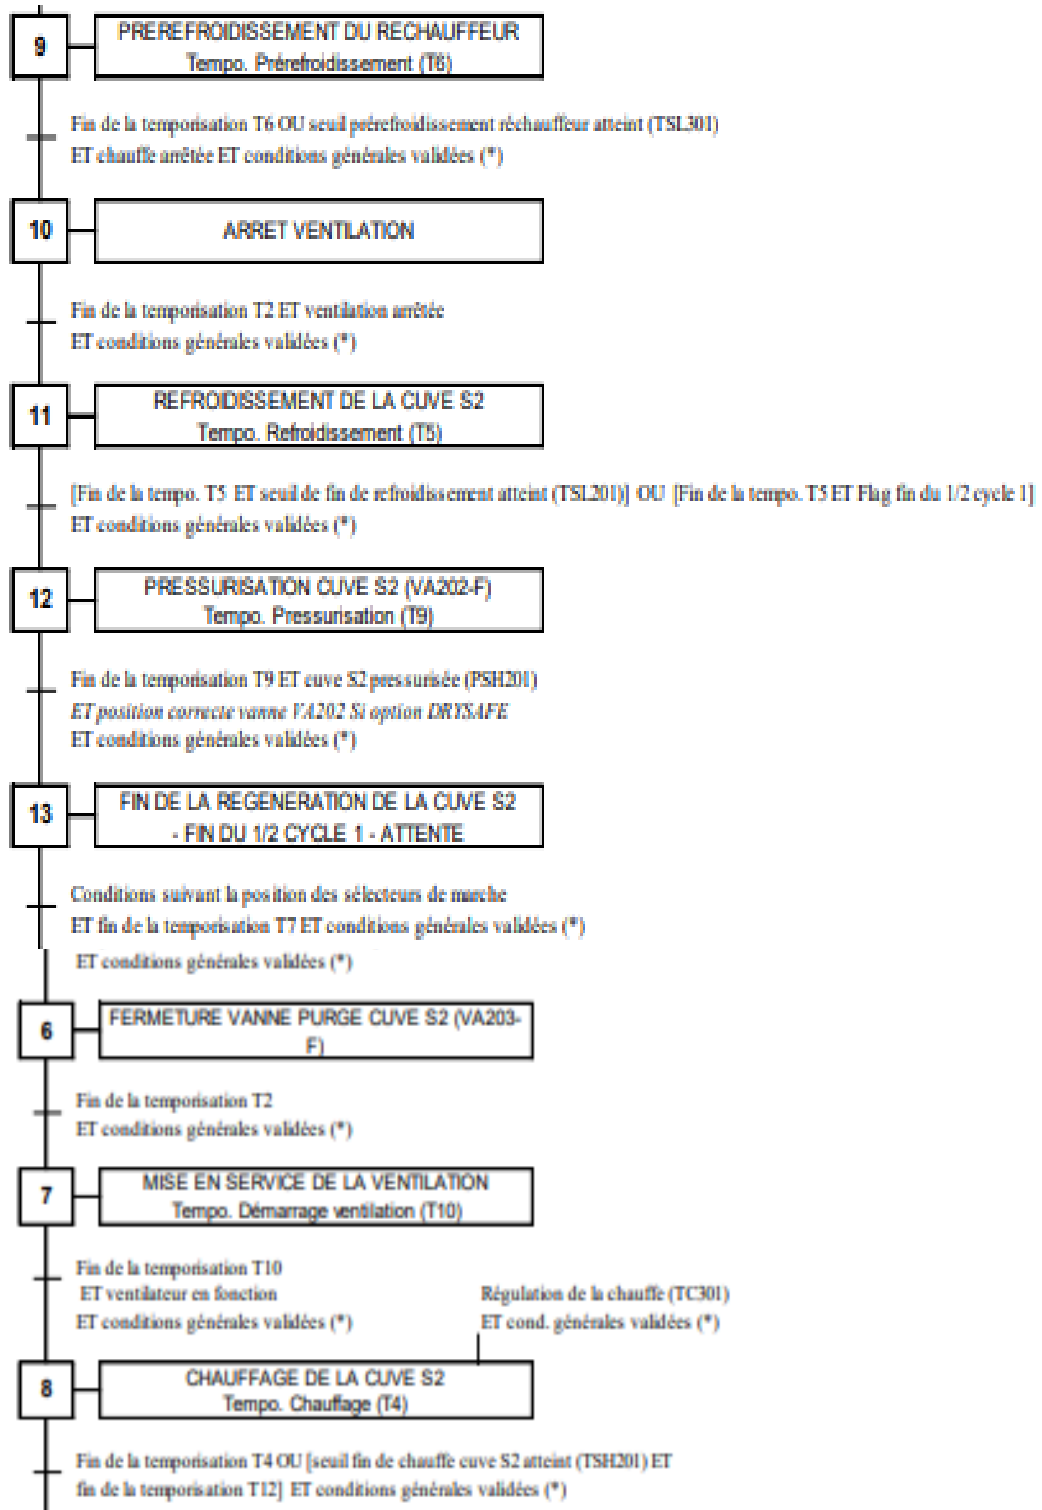 9
PREREFROIDISSEMENT DU RECHAUFFEUR
Tempo. Prérefroidissement (T6)
Fin de la temporisation T6 OU seuil prérefroidissement réchauffeur atteint (TSL301)
ET chauffe arrêtée ET conditions générales validées (*)
10
ARRET VENTILATION
Fin de la temporisation T2 ET ventilation arrêtée
ET conditions générales validées (*)
11
REFROIDISSEMENT DE LA CUVE S2
Tempo. Refroidissement (T5)
[Fin de la tempo. T5 ET seuil de fin de refroidissement atteint (TSL201)] OU [Fin de la tempo. T5 ET Flag fin du 1/2 cycle 1]
ET conditions générales validées (*)
12
PRESSURISATION CUVE S2 (VA202-F)
Tempo. Pressurisation (T9)
Fin de la temporisation T9 ET cuve S2 pressurisée (PSH201)
ET position correcte vanne VA202 Si option DRYSAFE
ET conditions générales validées (*)
13
FIN DE LA REGENERATION DE LA CUVE S2
- FIN DU 1/2 CYCLE 1 - ATTENTE
Conditions suivant la position des sélecteurs de marche
ET fin de la temporisation T7 ET conditions générales validées (*)
ET conditions générales validées (*)
6
FERMETURE VANNE PURGE CUVE S2 (VA203-
F)
Fin de la temporisation T2
ET conditions générales validées (*)
7
MISE EN SERVICE DE LA VENTILATION
Tempo. Démarrage ventilation (T10)
Fin de la temporisation T10
ET ventilateur en fonction
ET conditions générales validées (*)
Régulation de la chauffe (TC301)
ET cond. générales validées (*)
8
CHAUFFAGE DE LA CUVE S2
Tempo. Chauffage (T4)
Fin de la temporisation T4 OU [seuil fin de chauffe cuve S2 atteint (TSH201) ET
fin de la temporisation T12] ET conditions générales validées (*)